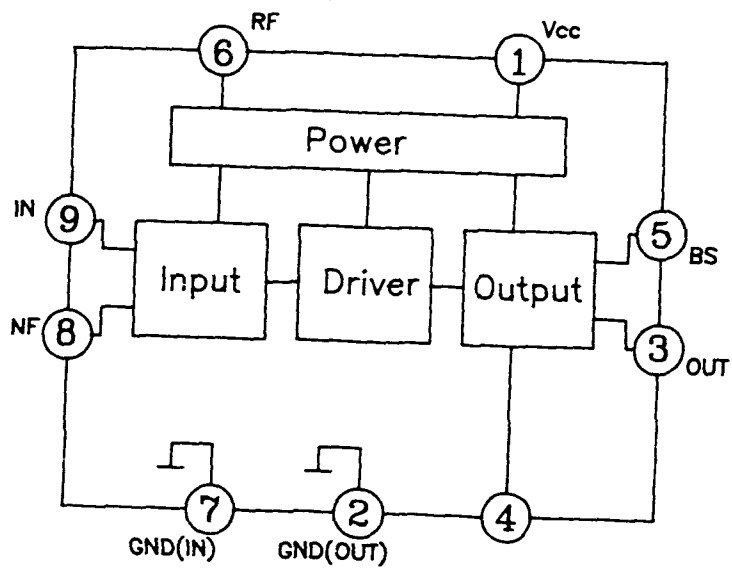 RF
Vcc
6
1
Power
IN
9
5
BS
Input
Driver
Output
NF
8
3
OUT
7
2
4
GND(IN)
GND(OUT)